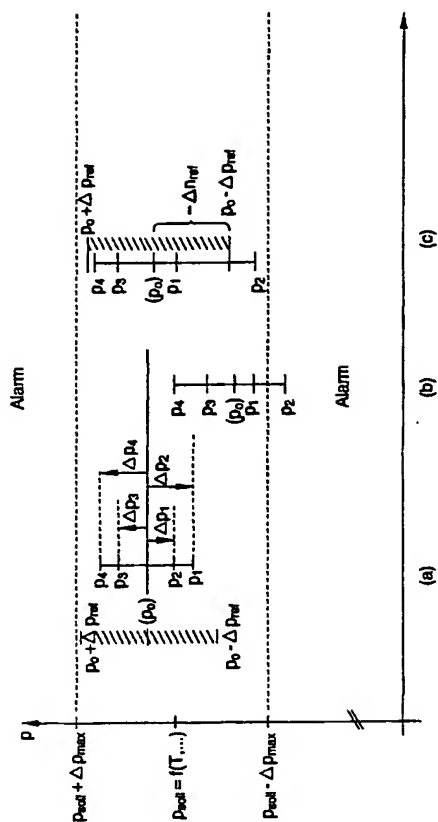 Alarm
p
p_soll + Δp_max
p_soll = f(T,...)
p_soll - Δp_max
p_0 + Δp_ref
p_0 - Δp_ref
p_4
p_3
(p_0)
p_2
p_1
Δp_4
Δp_3
Δp_2
Δp_1
(a)
p_4
p_3
(p_0)
p_1
p_2
(b)
p_0 + Δp_ref
p_4
p_3
(p_0)
p_1
p_2
- Δn_ref
p_0 - Δp_ref
(c)
Alarm